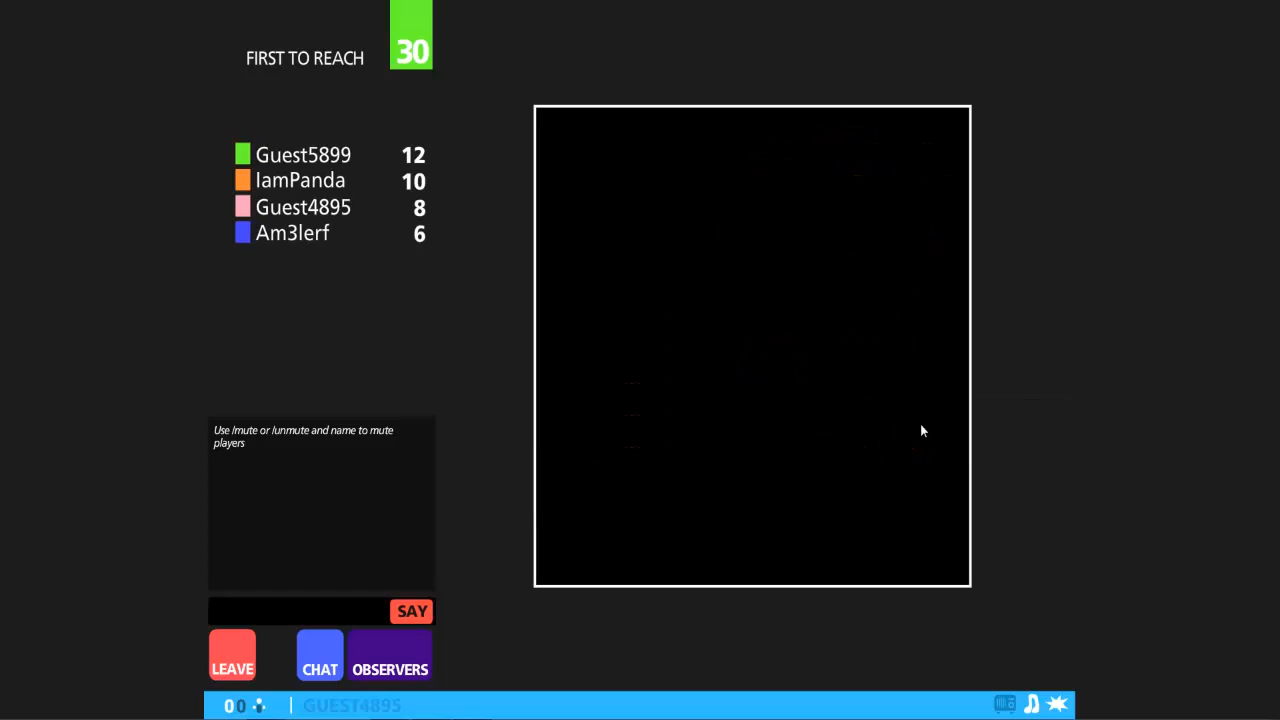 FIRST TO REACH 30
Guest5899 12
IamPanda 10
Guest4895 8
Am3lerf 6
Use /mute or /unmute and name to mute
players
SAY
LEAVE CHAT OBSERVERS
00 GUEST4895